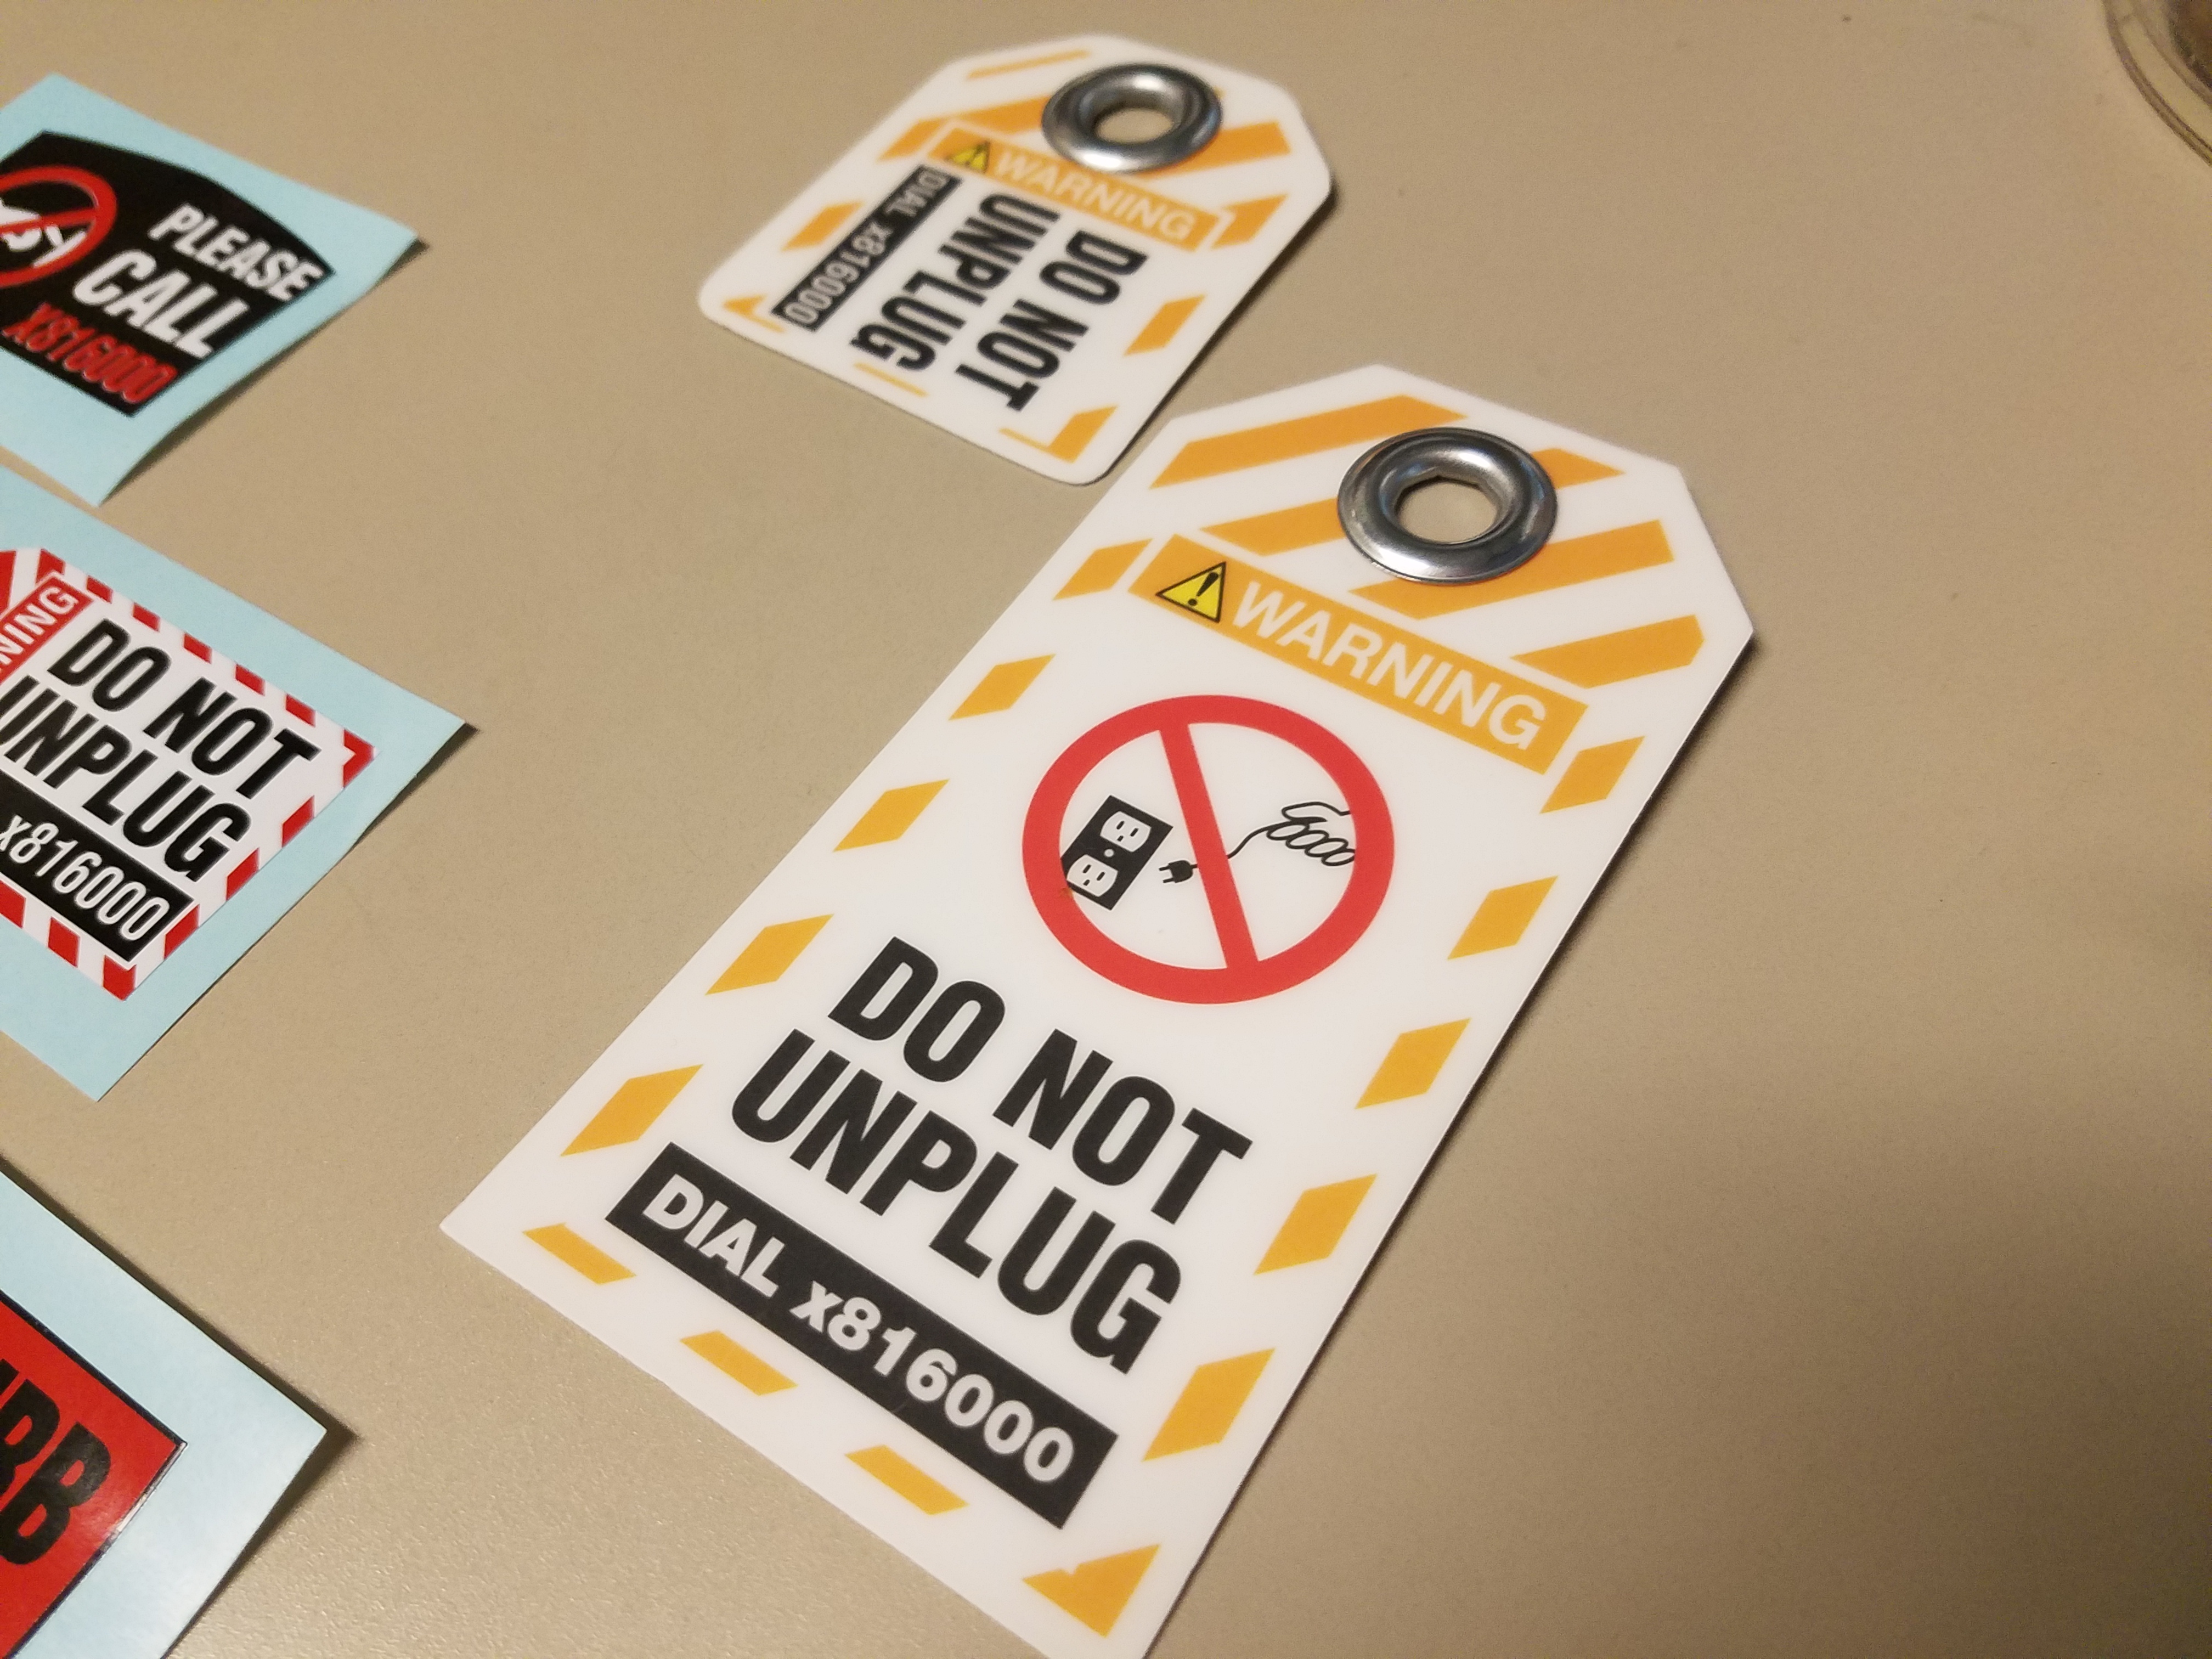 PLEASE
CALL
X816000
DO NOT
UNPLUG
x816000
WARNING
DO NOT
UNPLUG
DIAL x816000
WARNING
DO NOT
UNPLUG
DIAL x816000